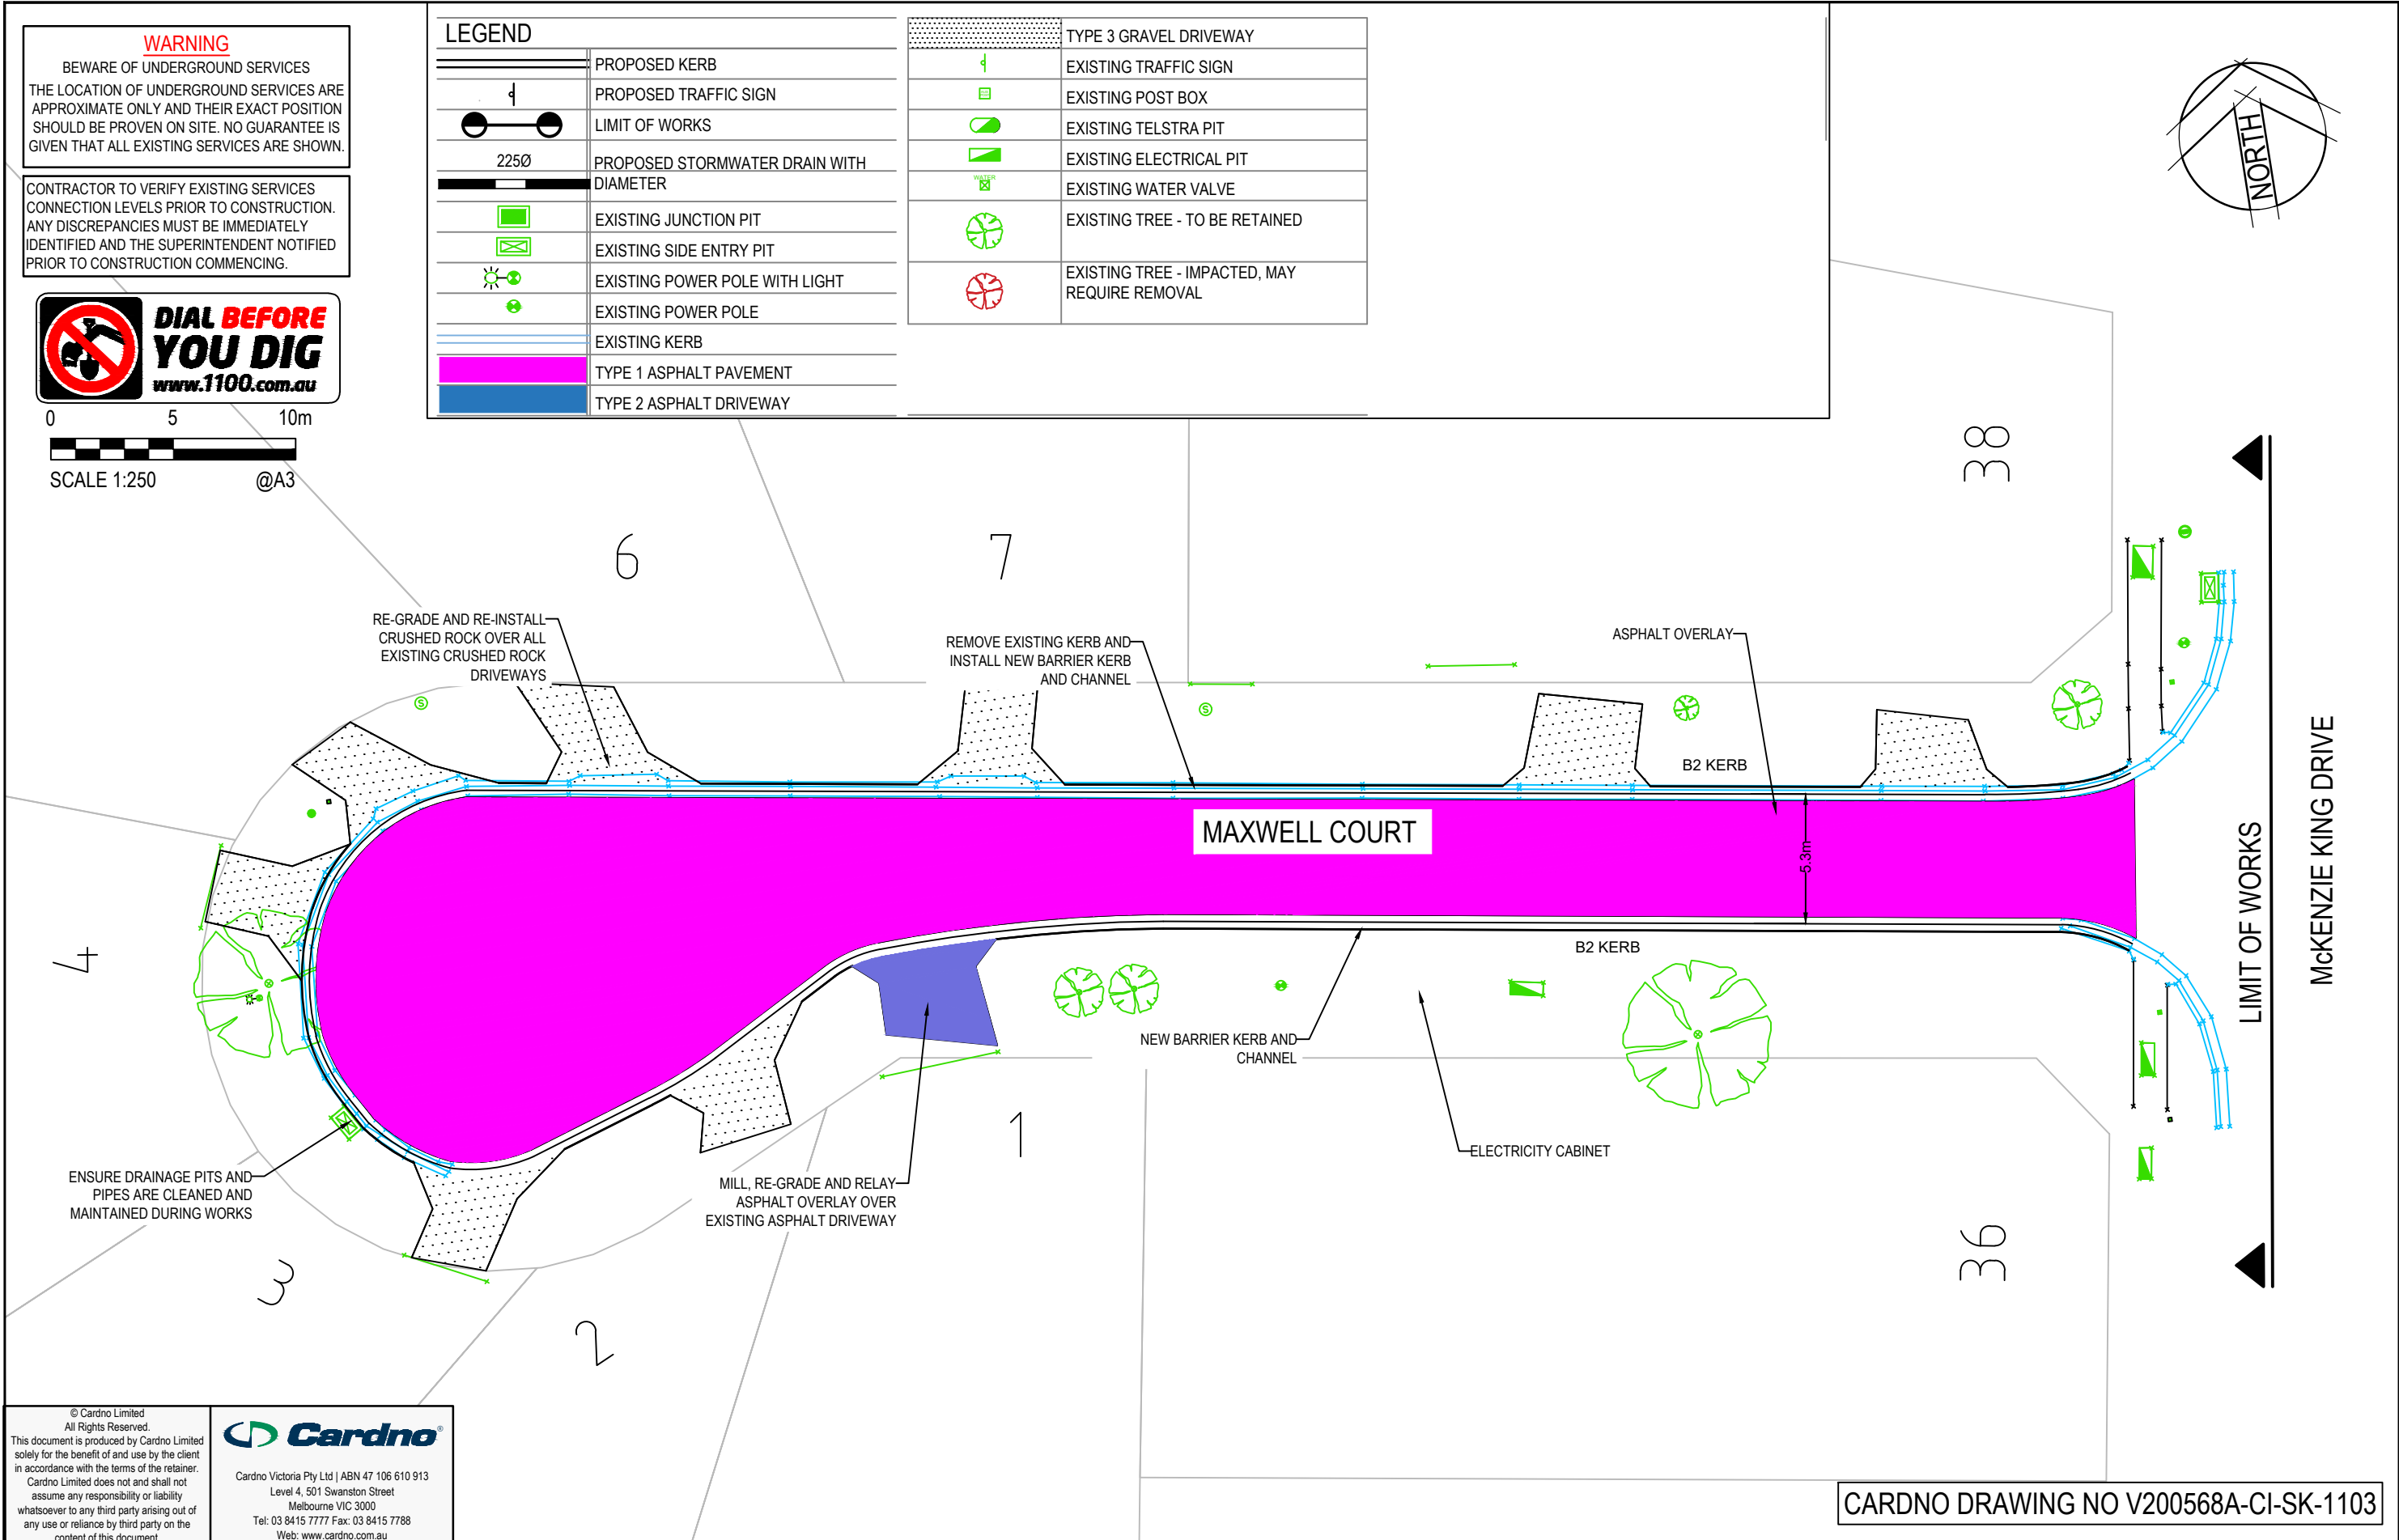 WARNING
BEWARE OF UNDERGROUND SERVICES
THE LOCATION OF UNDERGROUND SERVICES ARE
APPROXIMATE ONLY AND THEIR EXACT POSITION
SHOULD BE PROVEN ON SITE. NO GUARANTEE IS
GIVEN THAT ALL EXISTING SERVICES ARE SHOWN.
CONTRACTOR TO VERIFY EXISTING SERVICES
CONNECTION LEVELS PRIOR TO CONSTRUCTION.
ANY DISCREPANCIES MUST BE IMMEDIATELY
IDENTIFIED AND THE SUPERINTENDENT NOTIFIED
PRIOR TO CONSTRUCTION COMMENCING.
DIAL BEFORE
YOU DIG
www.1100.com.au
0 5 10m
SCALE 1:250 @A3
LEGEND
PROPOSED KERB
PROPOSED TRAFFIC SIGN
LIMIT OF WORKS
225Ø PROPOSED STORMWATER DRAIN WITH
DIAMETER
EXISTING JUNCTION PIT
EXISTING SIDE ENTRY PIT
EXISTING POWER POLE WITH LIGHT
EXISTING POWER POLE
EXISTING KERB
TYPE 1 ASPHALT PAVEMENT
TYPE 2 ASPHALT DRIVEWAY
TYPE 3 GRAVEL DRIVEWAY
EXISTING TRAFFIC SIGN
EXISTING POST BOX
EXISTING TELSTRA PIT
EXISTING ELECTRICAL PIT
WATER
EXISTING WATER VALVE
EXISTING TREE - TO BE RETAINED
EXISTING TREE - IMPACTED, MAY
REQUIRE REMOVAL
NORTH
38
6
7
RE-GRADE AND RE-INSTALL
CRUSHED ROCK OVER ALL
EXISTING CRUSHED ROCK
DRIVEWAYS
REMOVE EXISTING KERB AND
INSTALL NEW BARRIER KERB
AND CHANNEL
ASPHALT OVERLAY
S
S
B2 KERB
MAXWELL COURT
5.3m
B2 KERB
LIMIT OF WORKS
McKENZIE KING DRIVE
4
NEW BARRIER KERB AND
CHANNEL
1
ELECTRICITY CABINET
ENSURE DRAINAGE PITS AND
PIPES ARE CLEANED AND
MAINTAINED DURING WORKS
MILL, RE-GRADE AND RELAY
ASPHALT OVERLAY OVER
EXISTING ASPHALT DRIVEWAY
3
2
36
© Cardno Limited
All Rights Reserved.
This document is produced by Cardno Limited
solely for the benefit of and use by the client
in accordance with the terms of the retainer.
Cardno Limited does not and shall not
assume any responsibility or liability
whatsoever to any third party arising out of
any use or reliance by third party on the
content of this document.
Cardno®
Cardno Victoria Pty Ltd | ABN 47 106 610 913
Level 4, 501 Swanston Street
Melbourne VIC 3000
Tel: 03 8415 7777 Fax: 03 8415 7788
Web: www.cardno.com.au
CARDNO DRAWING NO V200568A-CI-SK-1103